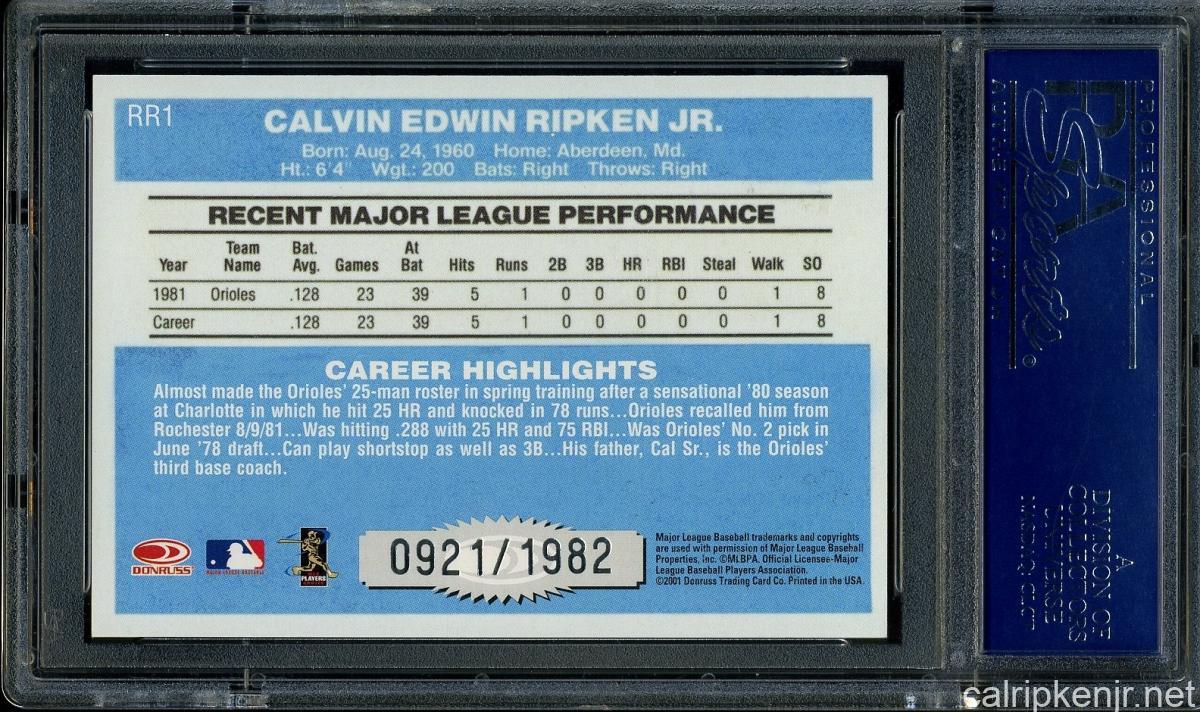 RR1
CALVIN EDWIN RIPKEN JR.
Born: Aug. 24, 1960 Home: Aberdeen, Md.
Ht.: 6'4" Wgt.: 200 Bats: Right Throws: Right
RECENT MAJOR LEAGUE PERFORMANCE
Year Team Name Bat. Avg. Games At Bat Hits Runs 2B 3B HR RBI Steal Walk SO
1981 Orioles .128 23 39 5 1 0 0 0 0 0 1 8
Career .128 23 39 5 1 0 0 0 0 0 1 8
CAREER HIGHLIGHTS
Almost made the Orioles' 25-man roster in spring training after a sensational '80 season
at Charlotte in which he hit 25 HR and knocked in 78 runs...Orioles recalled him from
Rochester 8/9/81...Was hitting .288 with 25 HR and 75 RBI...Was Orioles' No. 2 pick in
June '78 draft...Can play shortstop as well as 3B...His father, Cal Sr., is the Orioles'
third base coach.
DONRUSS
MAJOR LEAGUE BASEBALL
PLAYERS
CHOICE
0921/1982
Major League Baseball trademarks and copyrights
are used with permission of Major League Baseball
Properties, Inc. ©MLBPA. Official Licensee-Major
League Baseball Players Association.
©2001 Donruss Trading Card Co. Printed in the USA.
PROFESSIONAL
PSA
Sports
®
A
DIVISION OF
COLLECTORS
UNIVERSE
calripkenjr.net